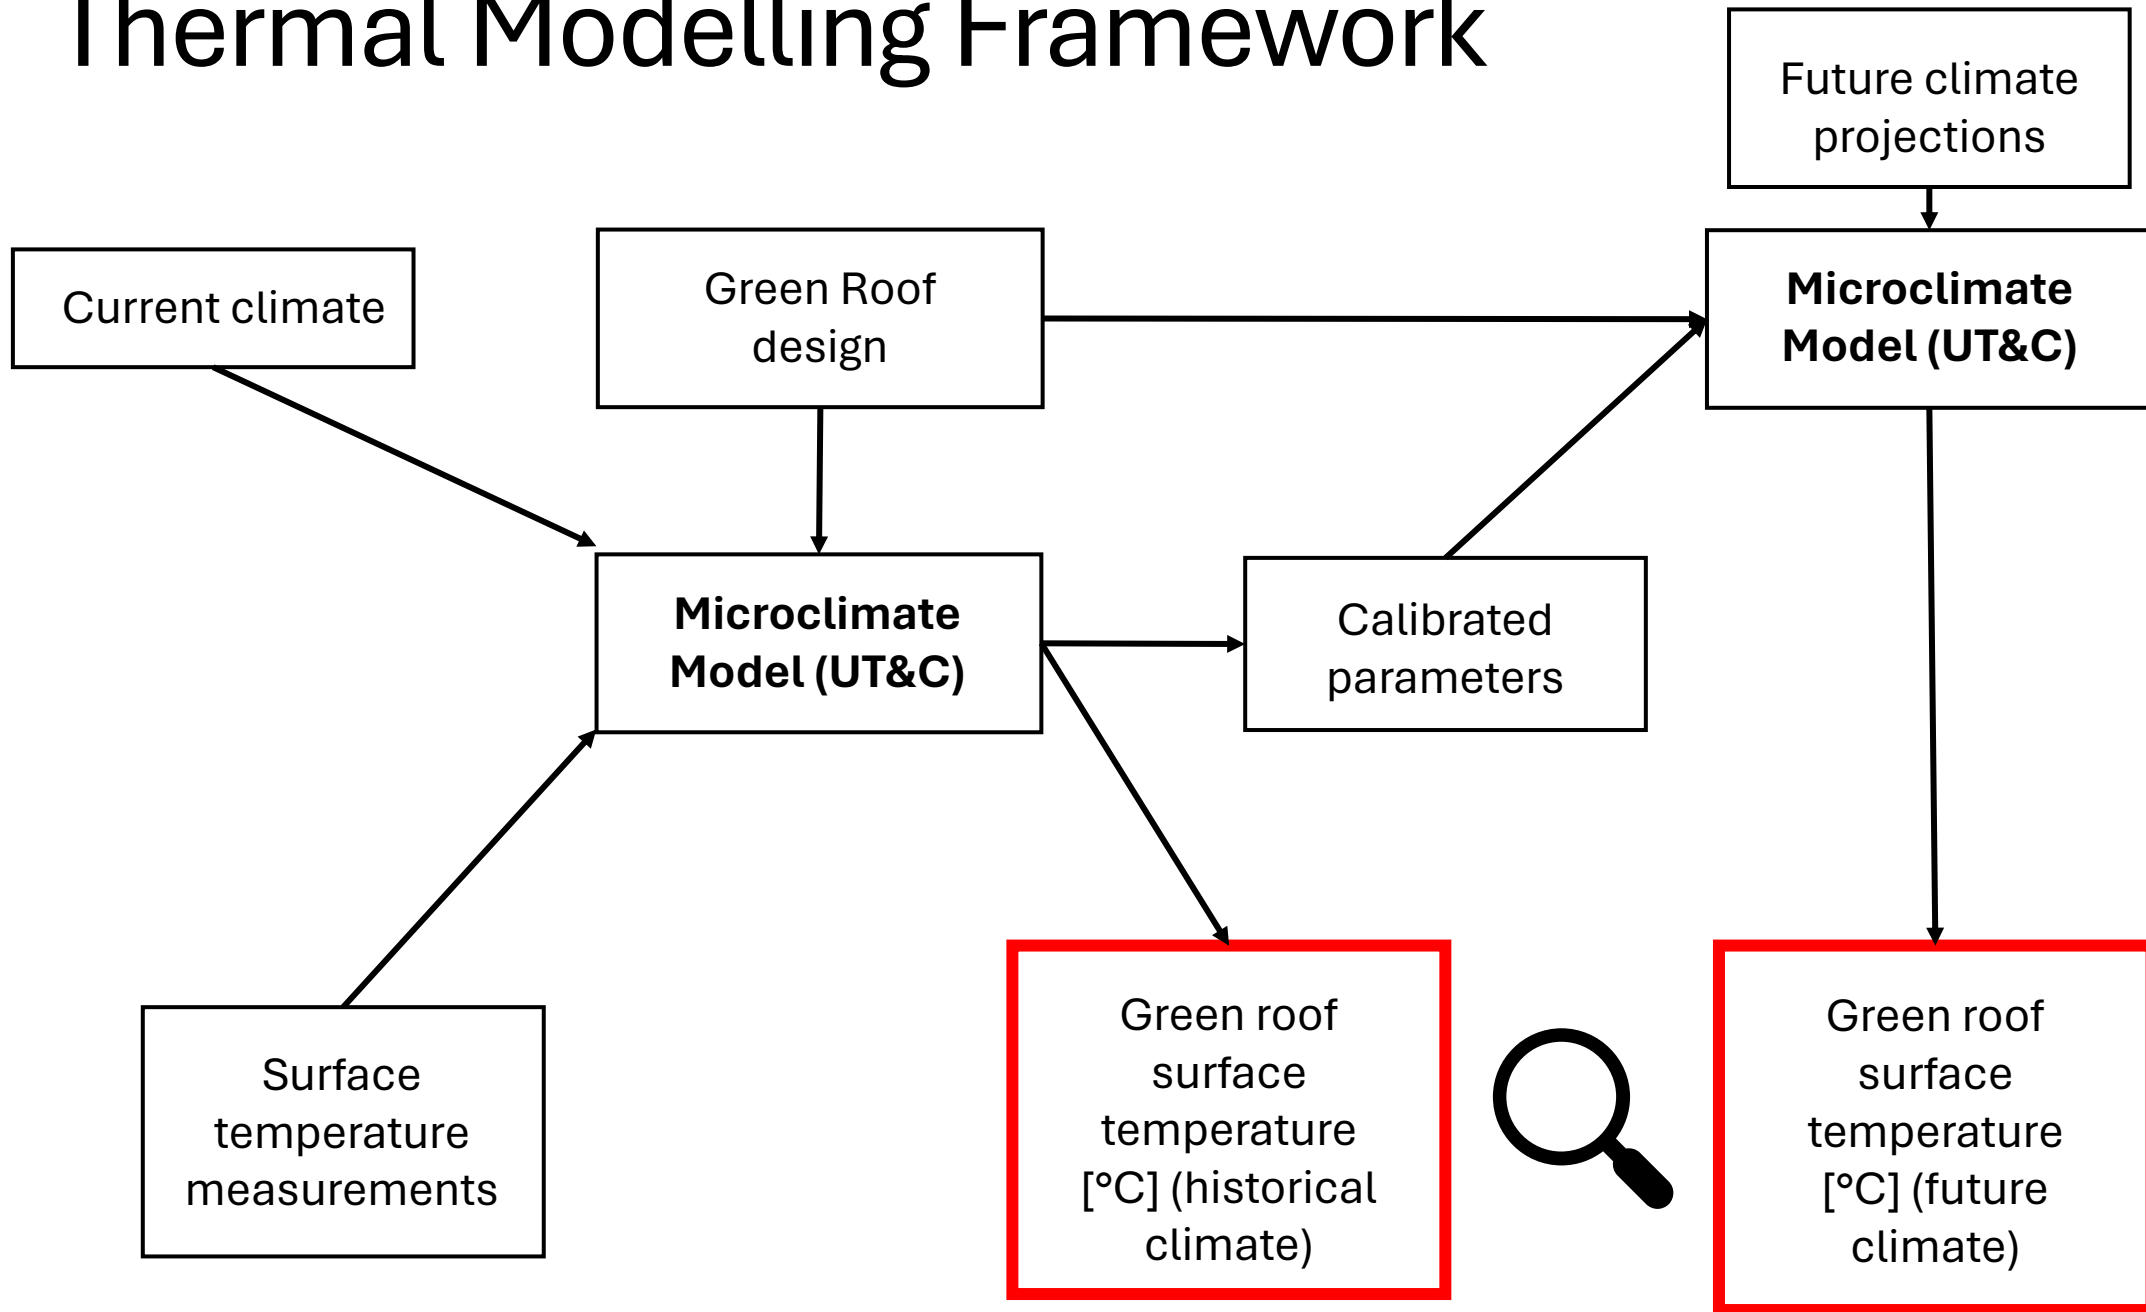 Thermal Modelling Framework
Future climate
projections
Current climate
Green Roof
design
Microclimate
Model (UT&C)
Microclimate
Model (UT&C)
Calibrated
parameters
Surface
temperature
measurements
Green roof
surface
temperature
[°C] (historical
climate)
Green roof
surface
temperature
[°C] (future
climate)